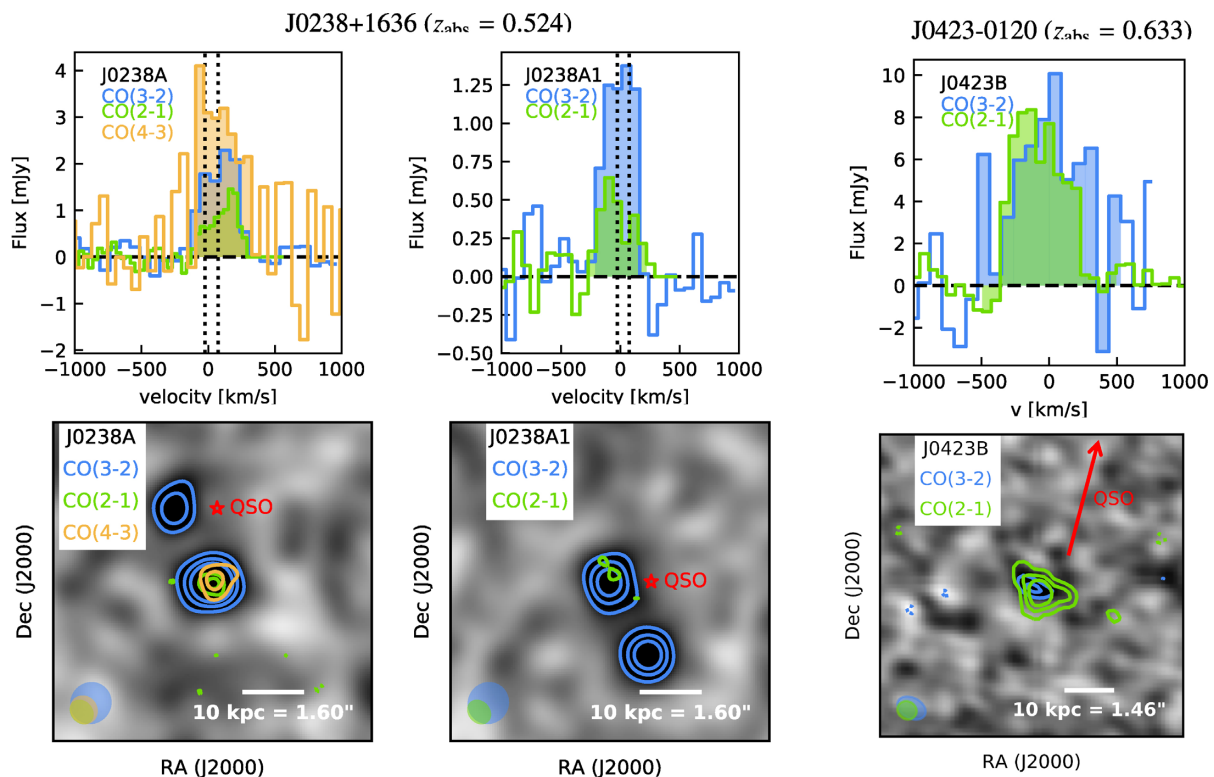 J0238+1636 (z_abs = 0.524)
J0423-0120 (z_abs = 0.633)
J0238A
CO(3-2)
CO(2-1)
CO(4-3)
Flux [mJy]
4
3
2
1
0
−1
−2
−1000 −500 0 500 1000
velocity [km/s]
J0238A1
CO(3-2)
CO(2-1)
Flux [mJy]
1.25
1.00
0.75
0.50
0.25
0.00
−0.25
−0.50
−1000 −500 0 500 1000
velocity [km/s]
J0423B
CO(3-2)
CO(2-1)
Flux [mJy]
10
8
6
4
2
0
−2
−1000 −500 0 500 1000
v [km/s]
J0238A
CO(3-2)
CO(2-1)
CO(4-3)
QSO
10 kpc = 1.60"
Dec (J2000)
RA (J2000)
J0238A1
CO(3-2)
CO(2-1)
QSO
10 kpc = 1.60"
Dec (J2000)
RA (J2000)
J0423B
CO(3-2)
CO(2-1)
QSO
10 kpc = 1.46"
Dec (J2000)
RA (J2000)